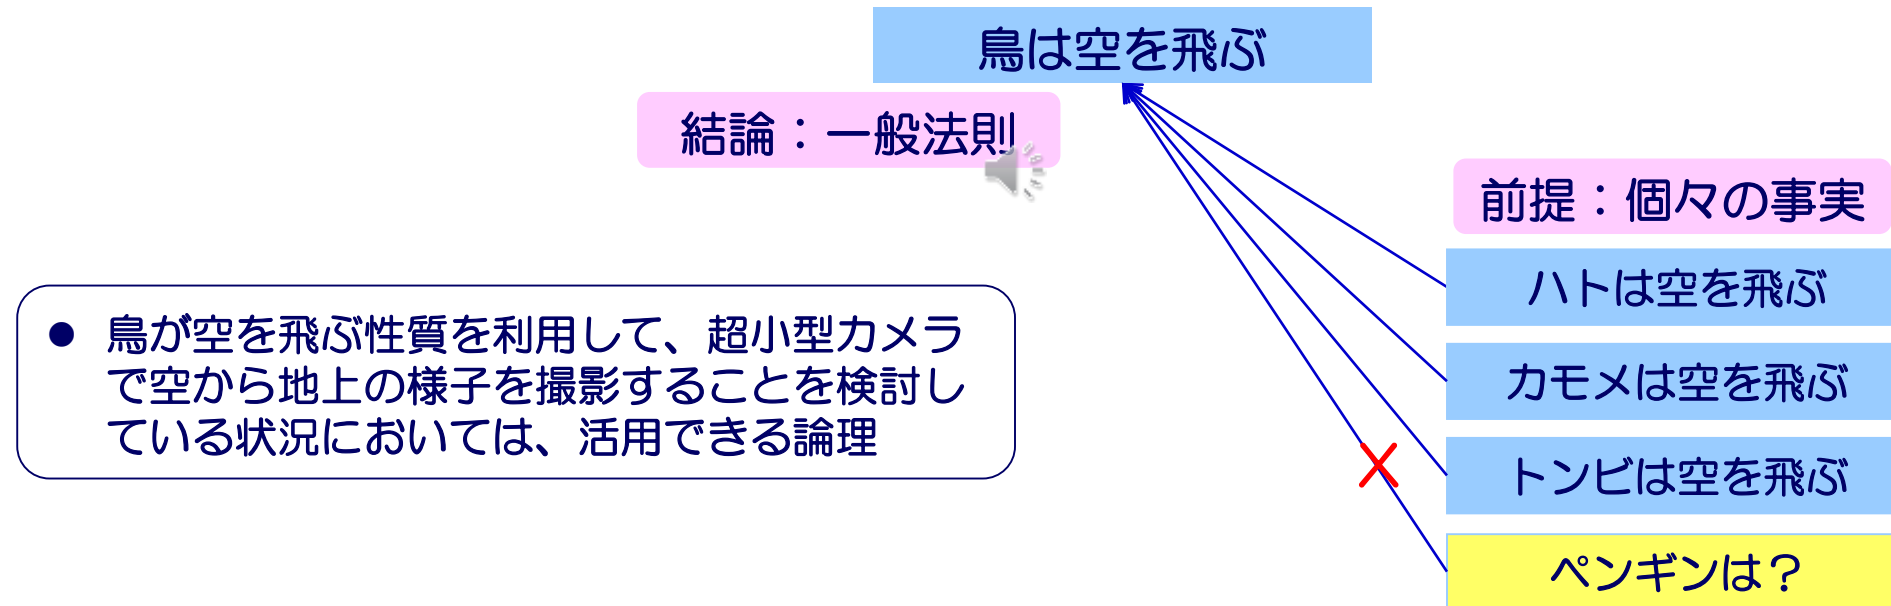 鳥は空を飛ぶ
結論：一般法則
前提：個々の事実
ハトは空を飛ぶ
カモメは空を飛ぶ
トンビは空を飛ぶ
ペンギンは？
● 鳥が空を飛ぶ性質を利用して、超小型カメラ
で空から地上の様子を撮影することを検討し
ている状況においては、活用できる論理